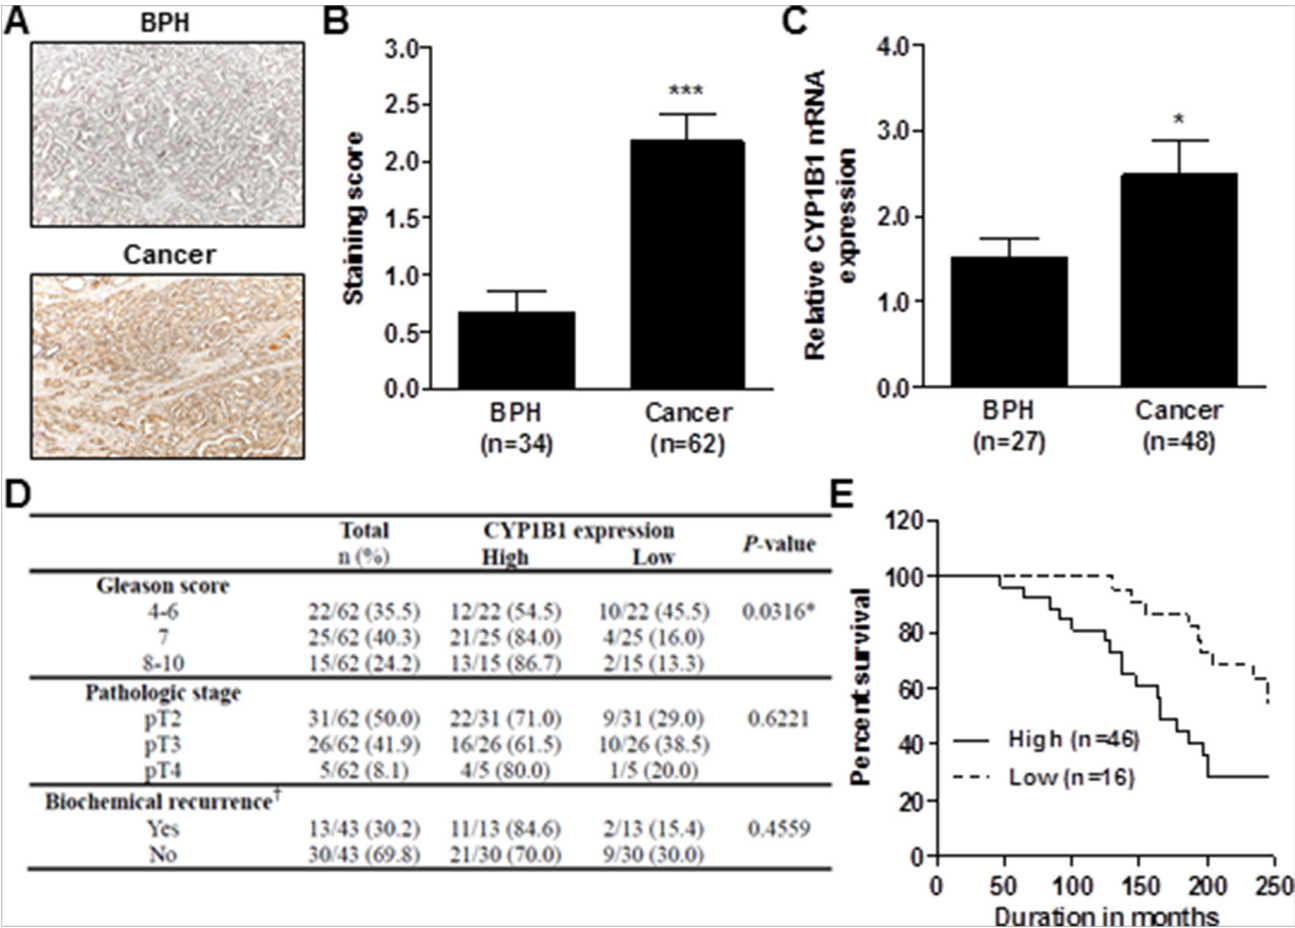 A
BPH
Cancer
B
Staining score
3.0
2.5
2.0
1.5
1.0
0.5
0.0
***
BPH
(n=34)
Cancer
(n=62)
C
Relative CYP1B1 mRNA
expression
4.0
3.0
2.0
1.0
0.0
*
BPH
(n=27)
Cancer
(n=48)
D
Total CYP1B1 expression P-value
n (%) High Low
Gleason score
4-6 22/62 (35.5) 12/22 (54.5) 10/22 (45.5) 0.0316*
7 25/62 (40.3) 21/25 (84.0) 4/25 (16.0)
8-10 15/62 (24.2) 13/15 (86.7) 2/15 (13.3)
Pathologic stage
pT2 31/62 (50.0) 22/31 (71.0) 9/31 (29.0) 0.6221
pT3 26/62 (41.9) 16/26 (61.5) 10/26 (38.5)
pT4 5/62 (8.1) 4/5 (80.0) 1/5 (20.0)
Biochemical recurrence†
Yes 13/43 (30.2) 11/13 (84.6) 2/13 (15.4) 0.4559
No 30/43 (69.8) 21/30 (70.0) 9/30 (30.0)
E
Percent survival
120
100
80
60
40
20
0
High (n=46)
Low (n=16)
0 50 100 150 200 250
Duration in months